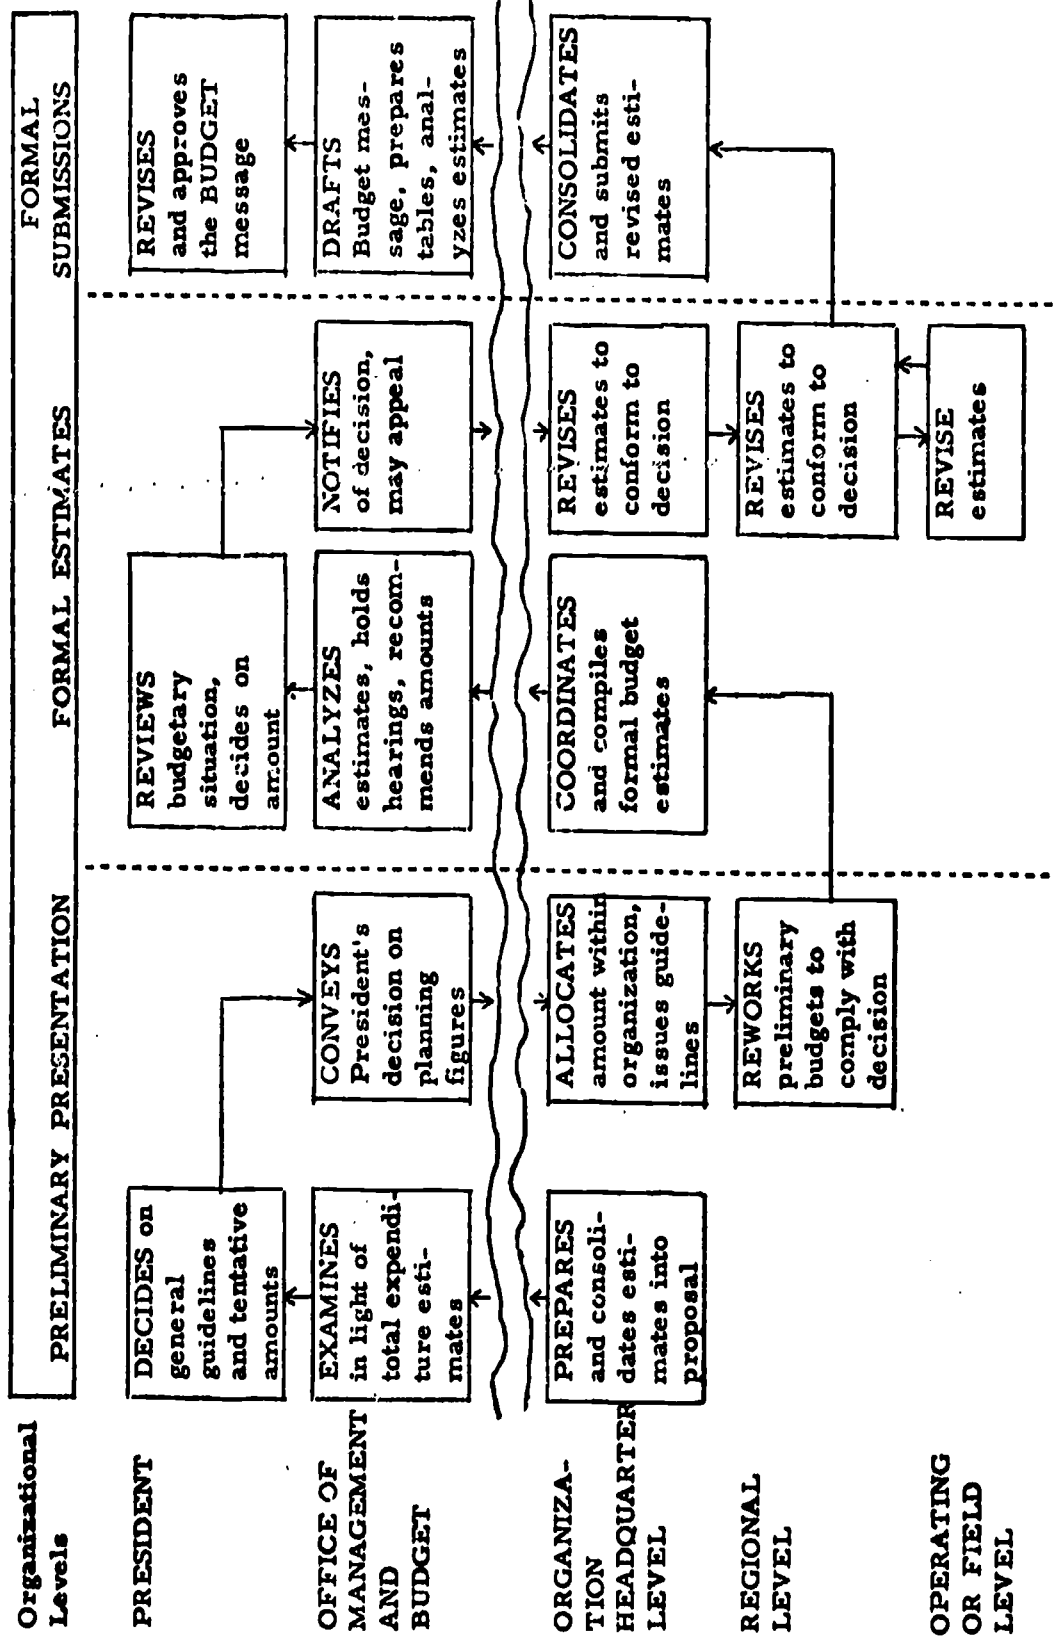 Organizational
Levels
PRELIMINARY PRESENTATION
FORMAL ESTIMATES
FORMAL
SUBMISSIONS
PRESIDENT
DECIDES on
general
guidelines
and tentative
amounts
REVIEWS
budgetary
situation,
decides on
amount
REVISES
and approves
the BUDGET
message
OFFICE OF
MANAGEMENT
AND
BUDGET
EXAMINES
in light of
total expendi-
ture esti-
mates
CONVEYS
President's
decision on
planning
figures
ANALYZES
estimates, holds
hearings, recom-
mends amounts
NOTIFIES
of decision,
may appeal
DRAFTS
Budget mes-
sage, prepares
tables, anal-
yzes estimates
ORGANIZA-
TION
HEADQUARTER
LEVEL
PREPARES
and consoli-
dates esti-
mates into
proposal
ALLOCATES
amount within
organization,
issues guide-
lines
COORDINATES
and compiles
formal budget
estimates
REVISES
estimates to
conform to
decision
CONSOLIDATES
and submits
revised esti-
mates
REGIONAL
LEVEL
REWORKS
preliminary
budgets to
comply with
decision
REVISES
estimates to
conform to
decision
OPERATING
OR FIELD
LEVEL
REVISE
estimates